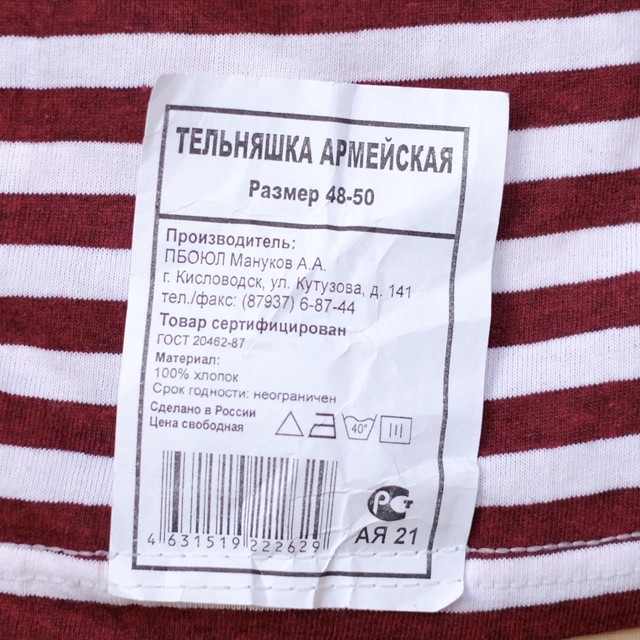 ТЕЛЬНЯШКА АРМЕЙСКАЯ
Размер 48-50
Производитель:
ПБОЮЛ Мануков А.А.
г. Кисловодск, ул. Кутузова, д. 141
тел./факс: (87937) 6-87-44
Товар сертифицирован
ГОСТ 20462-87
Материал:
100% хлопок
Срок годности: неограничен
Сделано в России
Цена свободная
40°
4 631519 222629
РС
АЯ 21